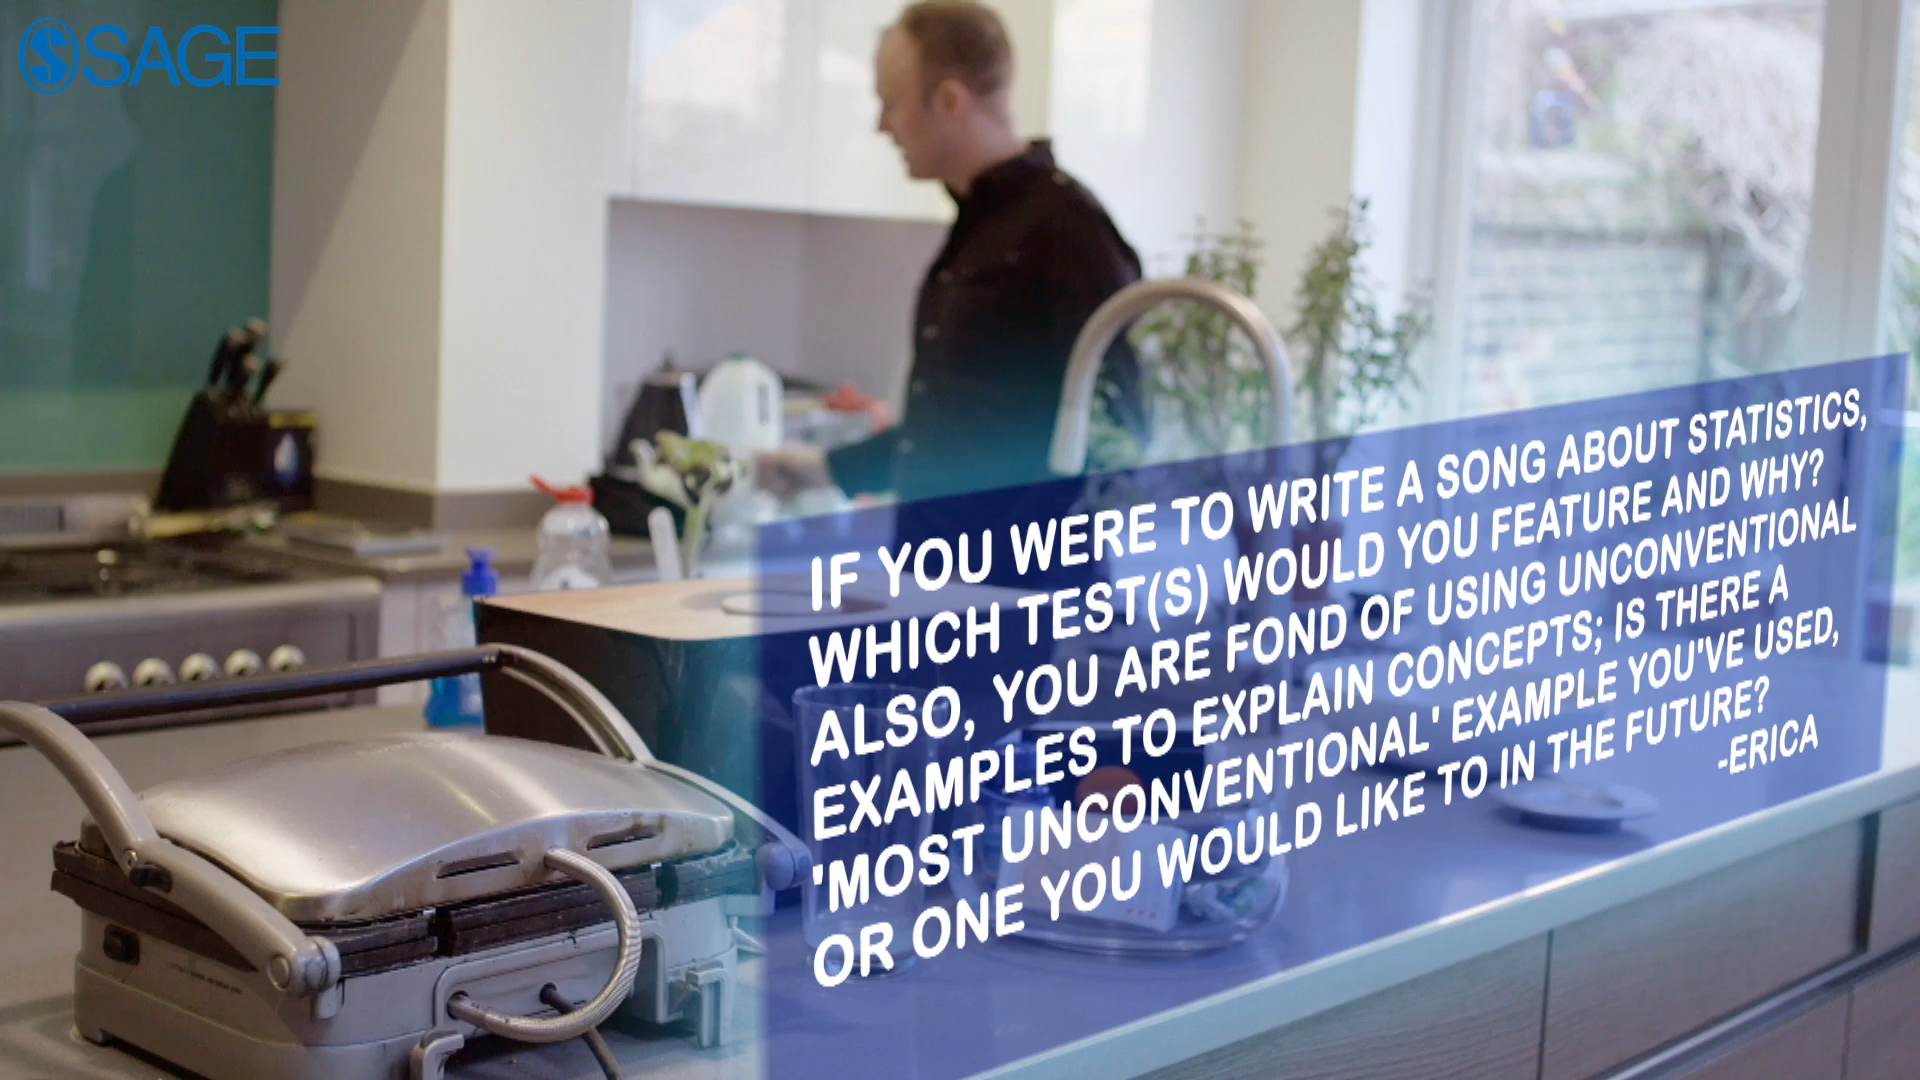 SAGE
IF YOU WERE TO WRITE A SONG ABOUT STATISTICS,
WHICH TEST(S) WOULD YOU FEATURE AND WHY?
ALSO, YOU ARE FOND OF USING UNCONVENTIONAL
EXAMPLES TO EXPLAIN CONCEPTS; IS THERE A
'MOST UNCONVENTIONAL' EXAMPLE YOU'VE USED,
OR ONE YOU WOULD LIKE TO IN THE FUTURE?
-ERICA